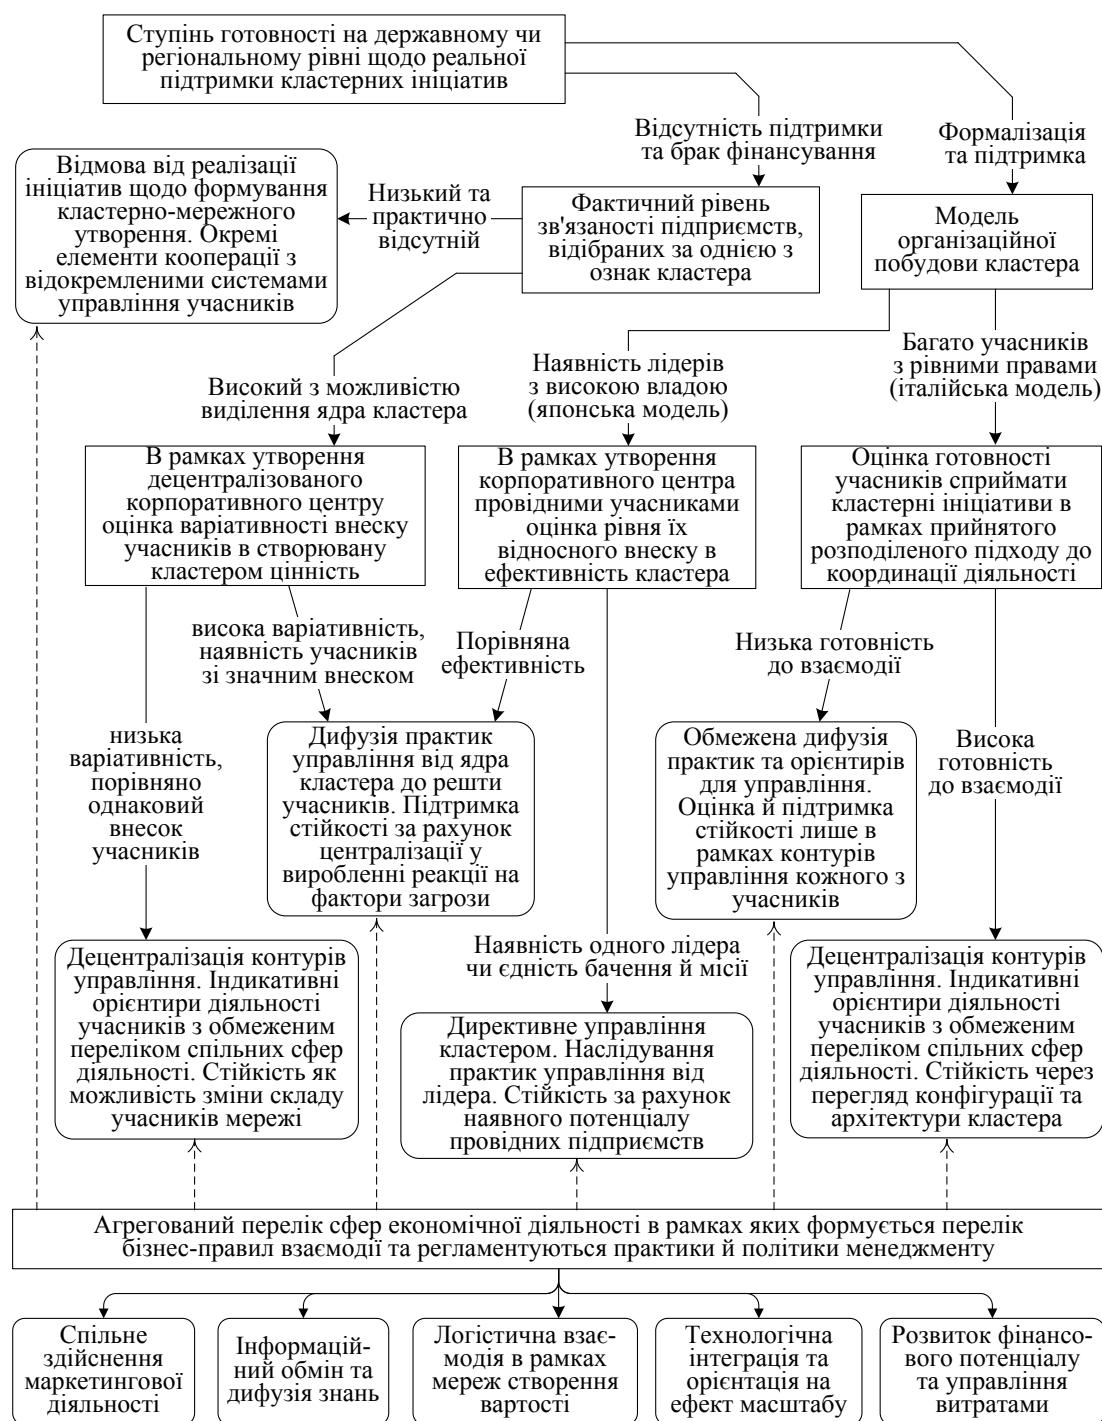 Ступінь готовності на державному чи
регіональному рівні щодо реальної
підтримки кластерних ініціатив
Відсутність підтримки
та брак фінансування
Формалізація
та підтримка
Відмова від реалізації
ініціатив щодо формування
кластерно-мережного
утворення. Окремі
елементи кооперації з
відокремленими системами
управління учасників
Низький та
практично
відсутній
Фактичний рівень
зв'язаності підприємств,
відібраних за однією з
ознак кластера
Модель
організаційної
побудови кластера
Високий з можливістю
виділення ядра кластера
Наявність лідерів
з високою владою
(японська модель)
Багато учасників
з рівними правами
(італійська модель)
В рамках утворення
децентралізованого
корпоративного центру
оцінка варіативності внеску
учасників в створювану
кластером цінність
В рамках утворення
корпоративного центра
провідними учасниками
оцінка рівня їх
відносного внеску в
ефективність кластера
Оцінка готовності
учасників сприймати
кластерні ініціативи в
рамках прийнятого
розподіленого підходу до
координації діяльності
висока варіативність,
наявність учасників
зі значним внеском
Порівняна
ефективність
Низька готовність
до взаємодії
низька
варіативність,
порівняно
однаковий
внесок
учасників
Дифузія практик
управління від ядра
кластера до решти
учасників. Підтримка
стійкості за рахунок
централізації у
виробленні реакції на
фактори загрози
Обмежена дифузія
практик та орієнтирів
для управління.
Оцінка й підтримка
стійкості лише в
рамках контурів
управління кожного з
учасників
Висока
готовність
до взаємодії
Наявність одного лідера
чи єдність бачення й місії
Децентралізація контурів
управління. Індикативні
орієнтири діяльності
учасників з обмеженим
переліком спільних сфер
діяльності. Стійкість як
можливість зміни складу
учасників мережі
Директивне управління
кластером. Наслідування
практик управління від
лідера. Стійкість за рахунок
наявного потенціалу
провідних підприємств
Децентралізація контурів
управління. Індикативні
орієнтири діяльності
учасників з обмеженим
переліком спільних сфер
діяльності. Стійкість через
перегляд конфігурації та
архітектури кластера
Агрегований перелік сфер економічної діяльності в рамках яких формується перелік
бізнес-правил взаємодії та регламентуються практики й політики менеджменту
Спільне
здійснення
маркетингової
діяльності
Інформацій-
ний обмін та
дифузія знань
Логістична взає-
модія в рамках
мереж створення
вартості
Технологічна
інтеграція та
орієнтація на
ефект масштабу
Розвиток фінансо-
вого потенціалу
та управління
витратами